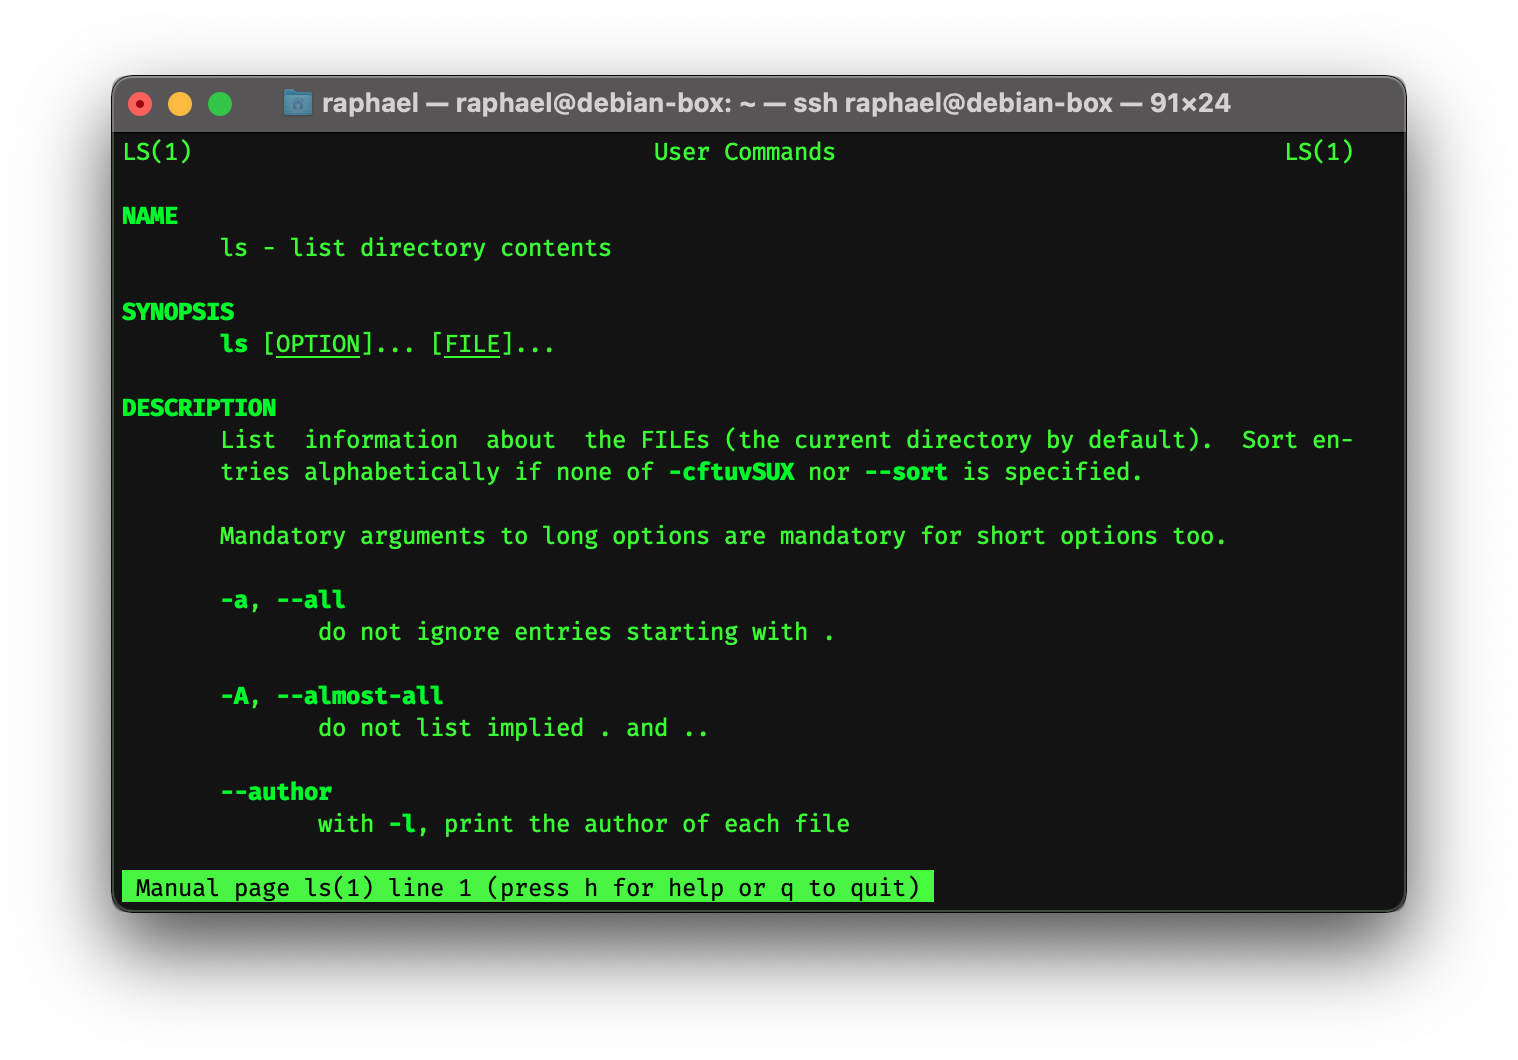 raphael — raphael@debian-box: ~ — ssh raphael@debian-box — 91×24
LS(1) User Commands LS(1)
NAME
ls - list directory contents
SYNOPSIS
ls [OPTION]... [FILE]...
DESCRIPTION
List information about the FILEs (the current directory by default). Sort en-
tries alphabetically if none of -cftuvSUX nor --sort is specified.
Mandatory arguments to long options are mandatory for short options too.
-a, --all
do not ignore entries starting with .
-A, --almost-all
do not list implied . and ..
--author
with -l, print the author of each file
Manual page ls(1) line 1 (press h for help or q to quit)